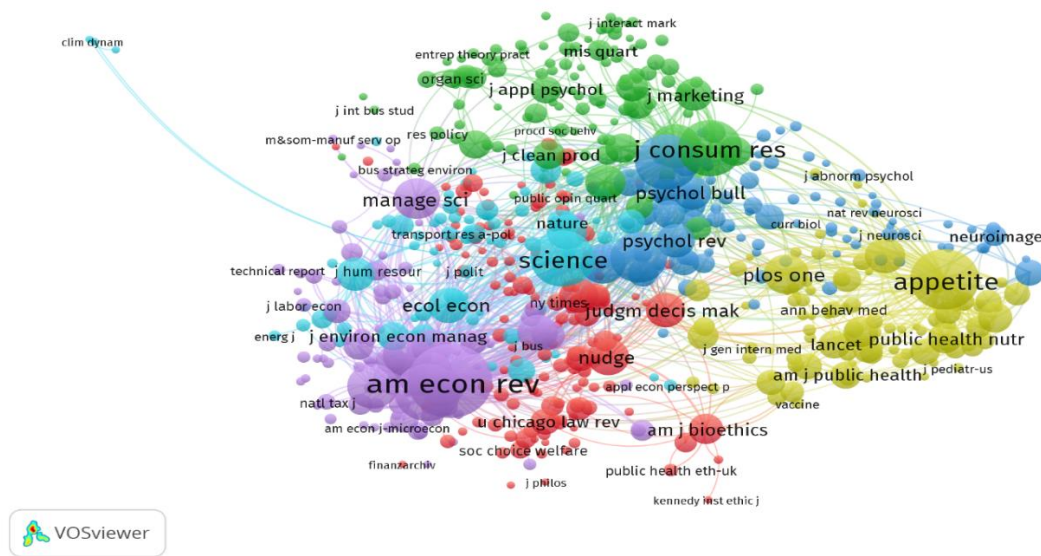 j interact mark
clim dynam
mis quart
entrep theory pract
organ sci
j appl psychol
j marketing
j int bus stud
procd soc behv
res policy
m&som-manuf serv op
j clean prod
j consum res
bus strateg environ
j abnorm psychol
public opin quart
psychol bull
manage sci
nat rev neurosci
nature
curr biol
transport res a-pol
psychol rev
j neurosci
neuroimage
science
technical report
j hum resour
j polit
plos one
appetite
ny times
ann behav med
j labor econ
ecol econ
judgm decis mak
energ j
j environ econ manag
j bus
lancet
public health nutr
j gen intern med
nudge
am econ rev
appl econ perspect p
am j public health
j pediatr-us
natl tax j
vaccine
u chicago law rev
am econ j-microecon
am j bioethics
soc choice welfare
finanzarchiv
public health eth-uk
j philos
kennedy inst ethic j
VOSviewer